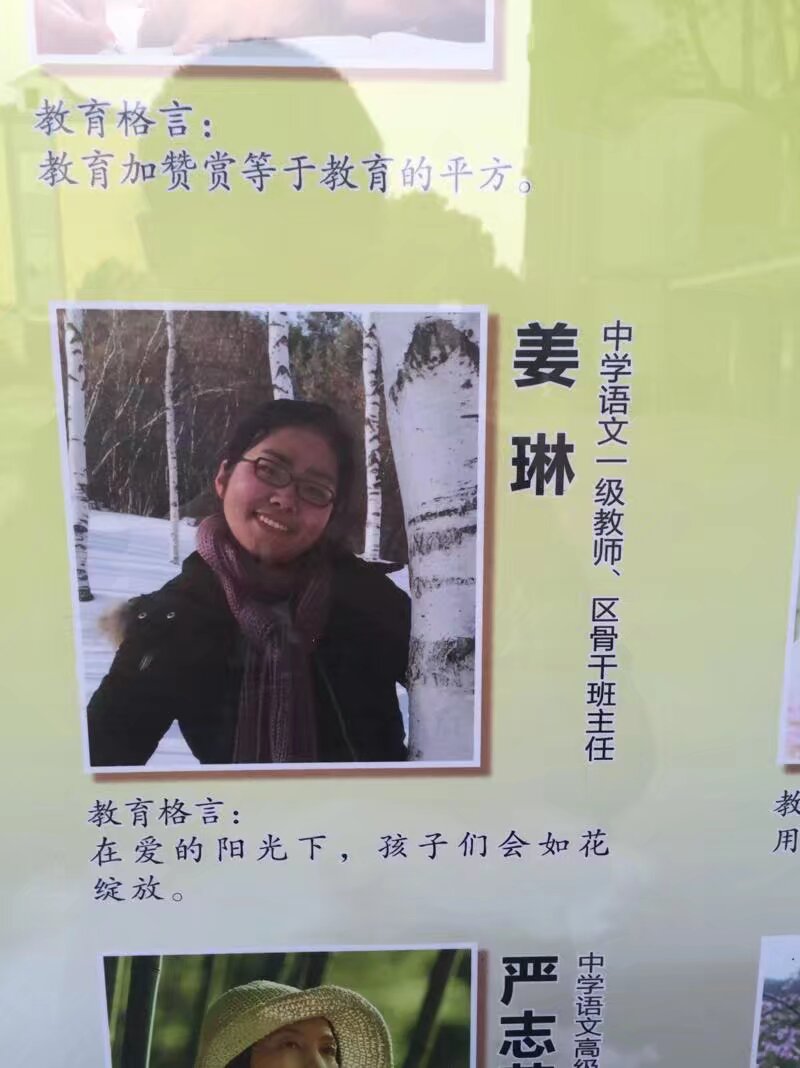 教育格言：
教育加赞赏等于教育的平方。
姜琳
中学语文一级教师、区骨干班主任
教育格言：
在爱的阳光下，孩子们会如花
绽放。
教
用
严志
中学语文高级